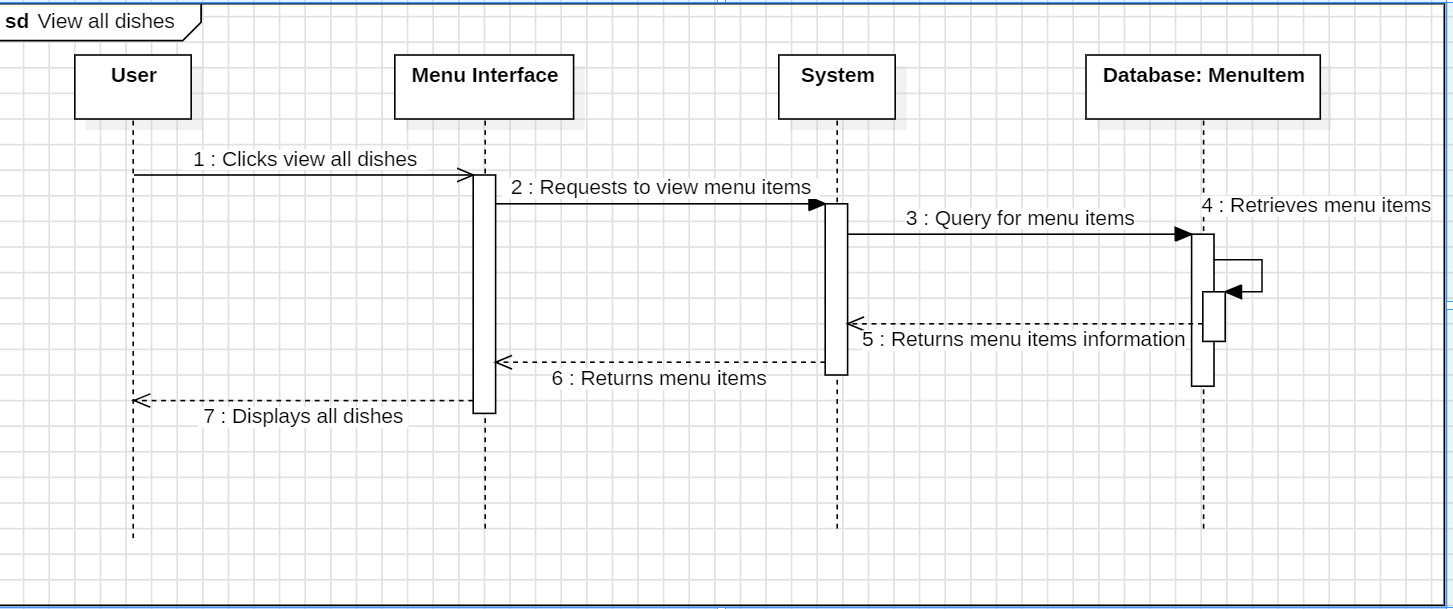 sd View all dishes
User
Menu Interface
System
Database: MenuItem
1 : Clicks view all dishes
2 : Requests to view menu items
3 : Query for menu items
4 : Retrieves menu items
5 : Returns menu items information
6 : Returns menu items
7 : Displays all dishes